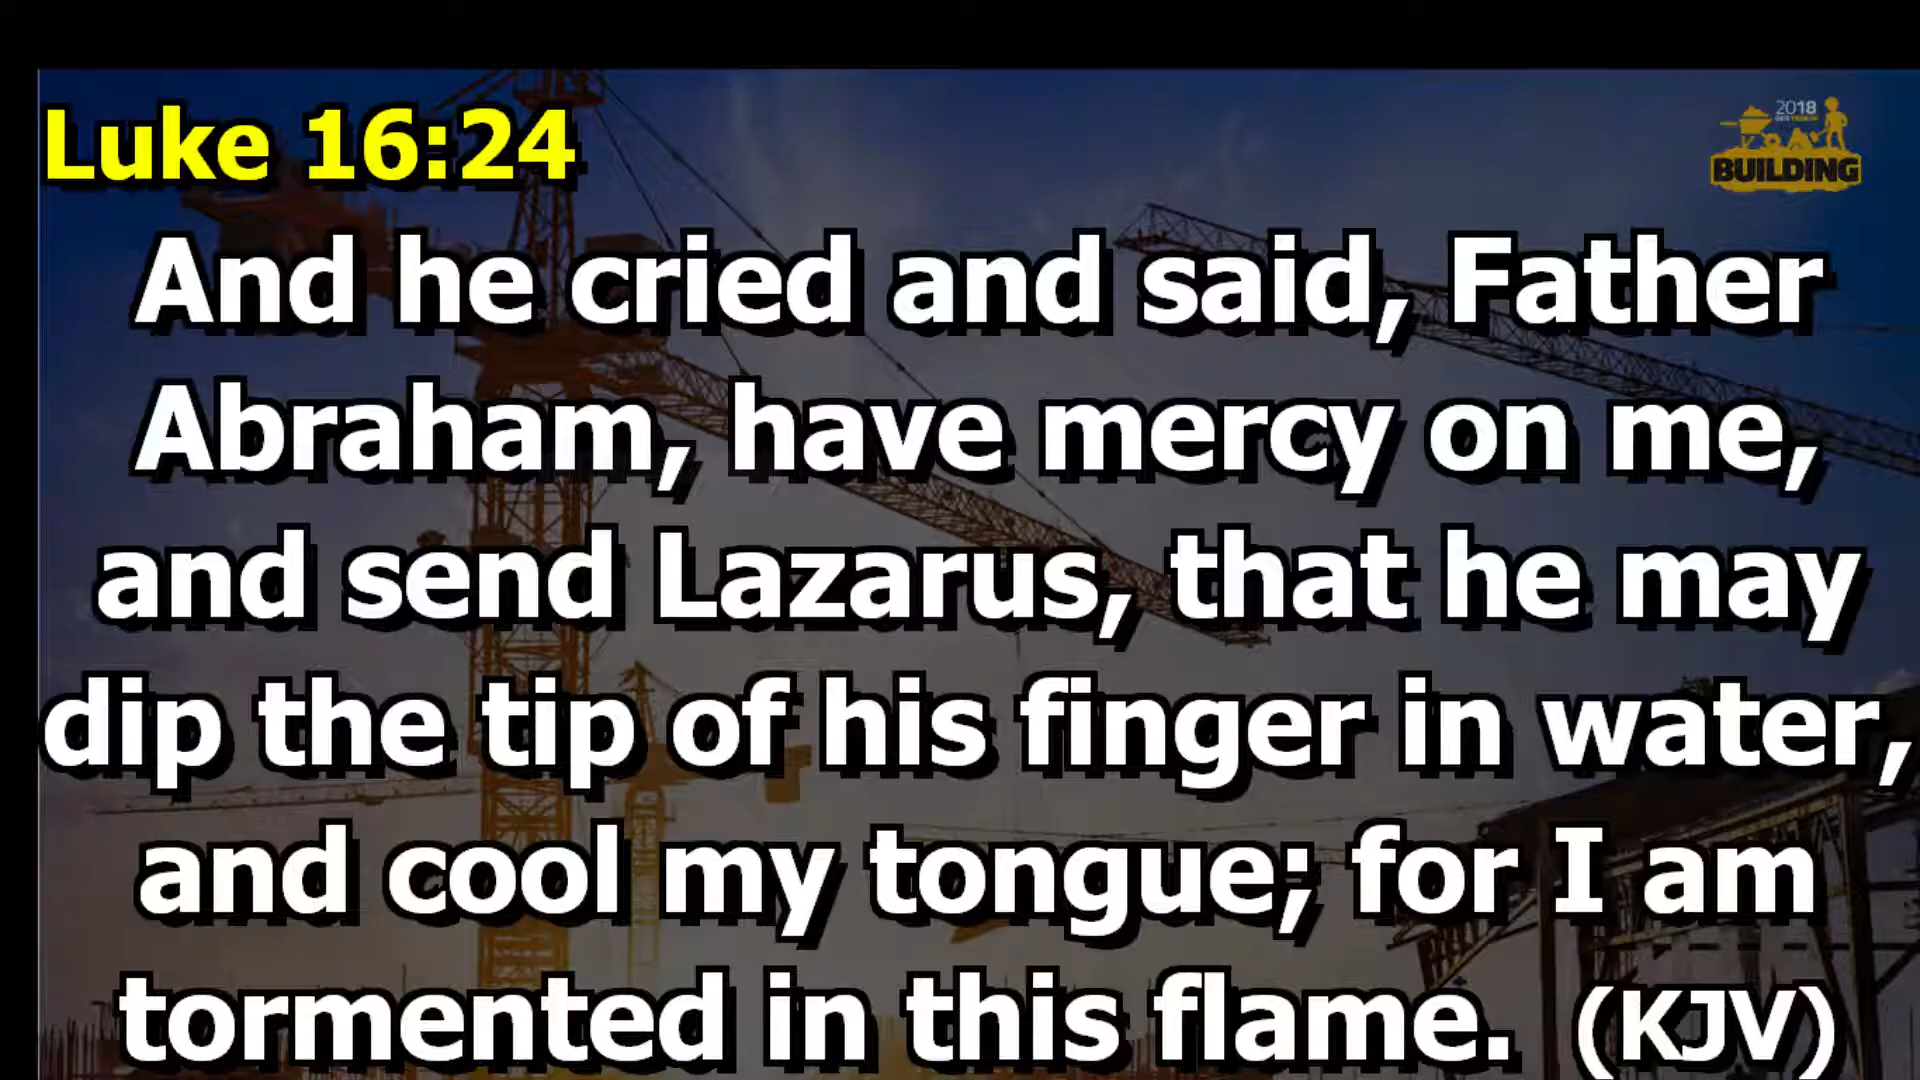 Luke 16:24
2018
BUILDING
And he cried and said, Father
Abraham, have mercy on me,
and send Lazarus, that he may
dip the tip of his finger in water,
and cool my tongue; for I am
tormented in this flame. (KJV)